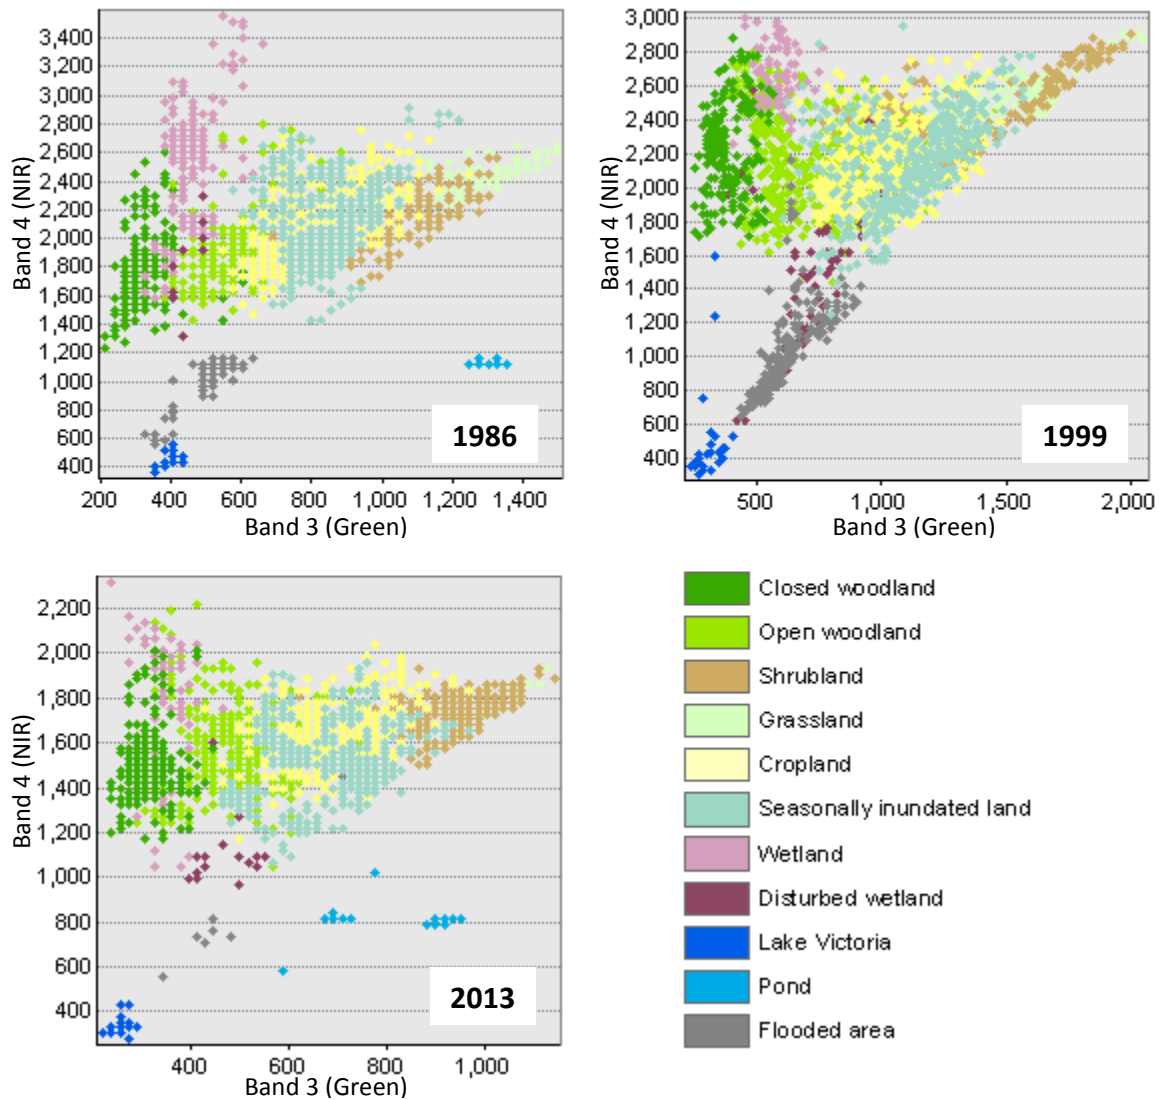 3,400
3,200
3,000
2,800
2,600
2,400
2,200
2,000
1,800
1,600
1,400
1,200
1,000
800
600
400
Band 4 (NIR)
200 400 600 800 1,000 1,200 1,400
Band 3 (Green)
1986
3,000
2,800
2,600
2,400
2,200
2,000
1,800
1,600
1,400
1,200
1,000
800
600
400
Band 4 (NIR)
500 1,000 1,500 2,000
Band 3 (Green)
1999
2,200
2,000
1,800
1,600
1,400
1,200
1,000
800
600
400
Band 4 (NIR)
400 600 800 1,000
Band 3 (Green)
2013
Closed woodland
Open woodland
Shrubland
Grassland
Cropland
Seasonally inundated land
Wetland
Disturbed wetland
Lake Victoria
Pond
Flooded area